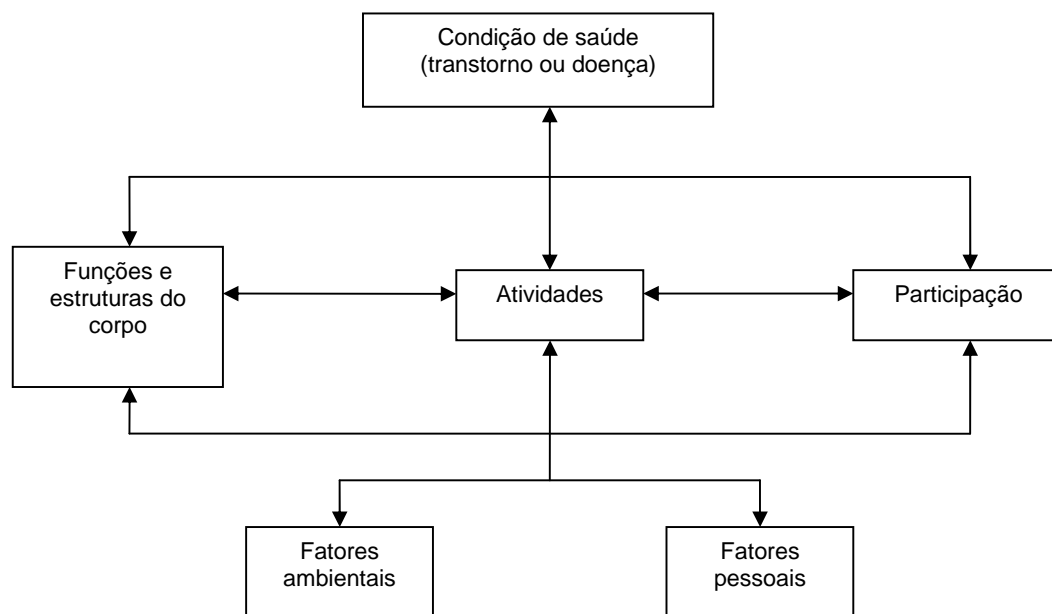 Condição de saúde
(transtorno ou doença)
Funções e
estruturas do
corpo
Atividades
Participação
Fatores
ambientais
Fatores
pessoais